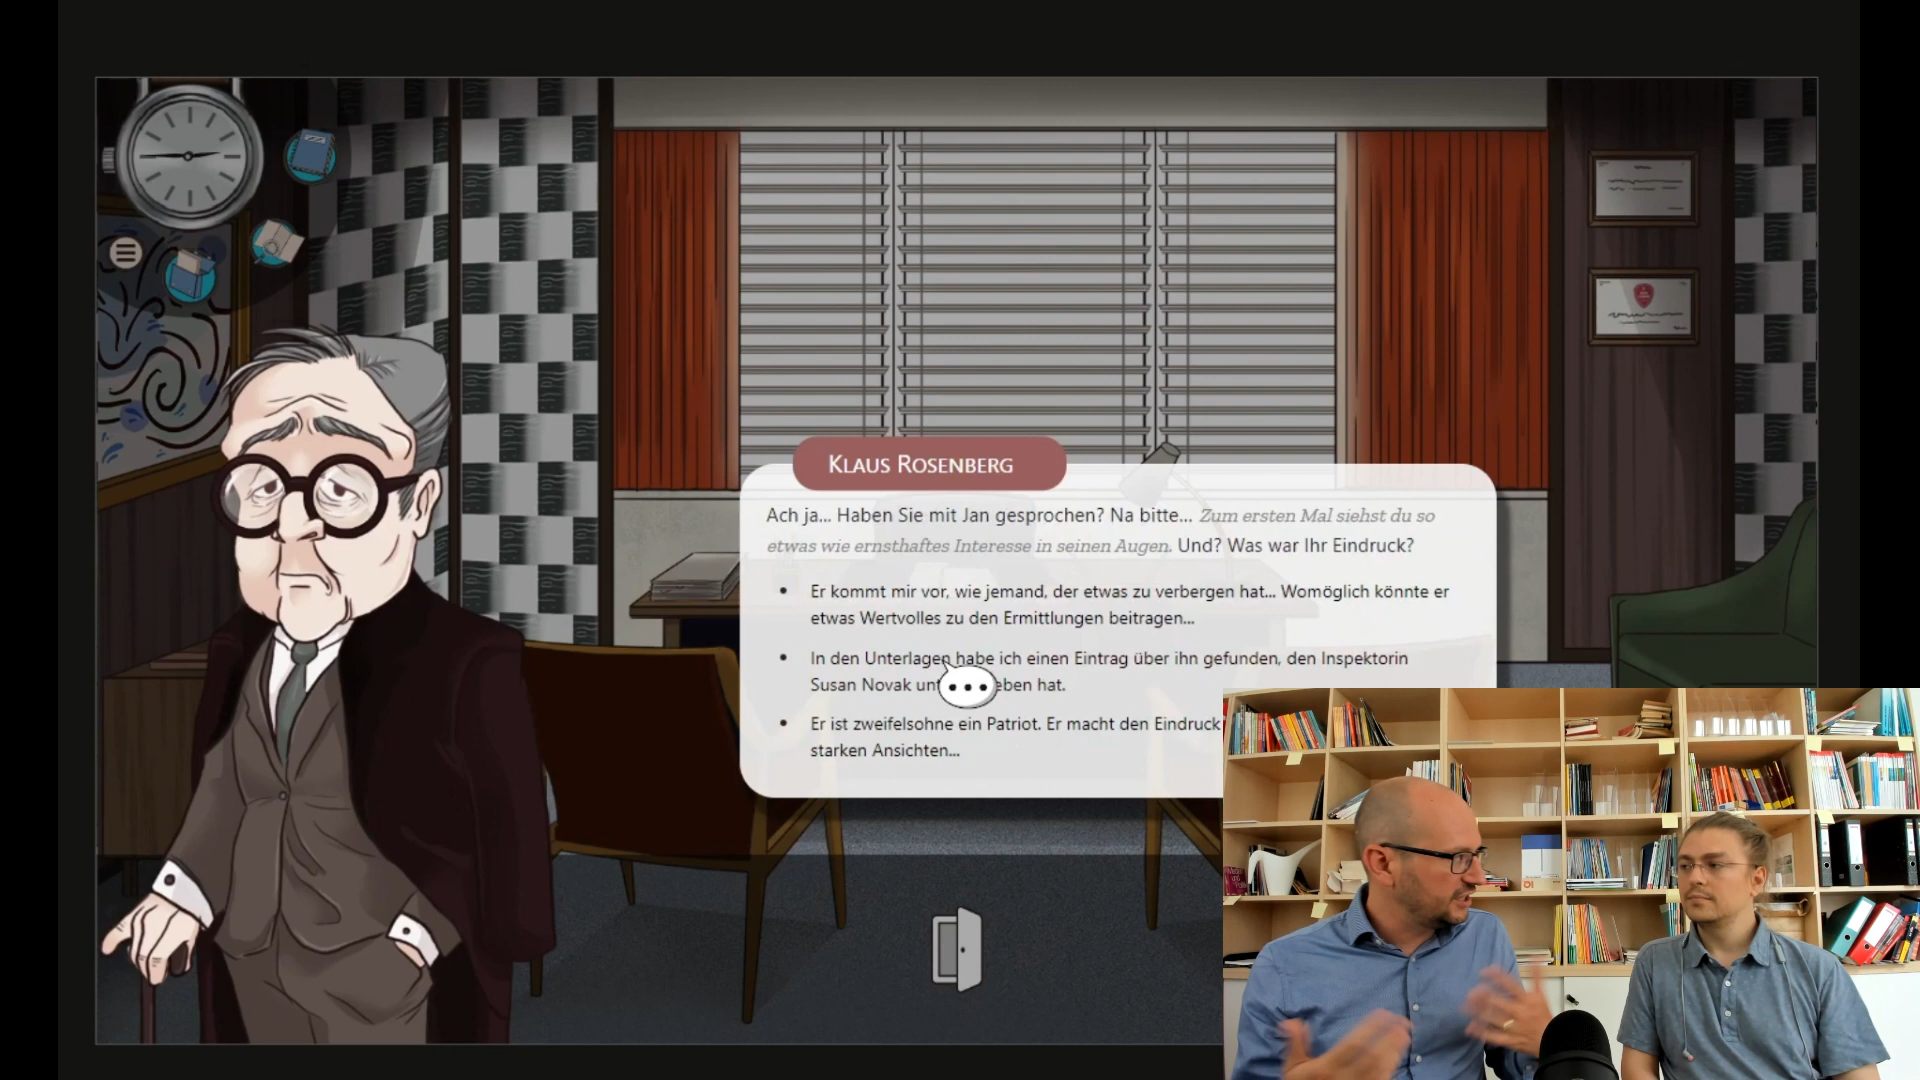 KLAUS ROSENBERG
Ach ja... Haben Sie mit Jan gesprochen? Na bitte... Zum ersten Mal siehst du so
etwas wie ernsthaftes Interesse in seinen Augen. Und? Was war Ihr Eindruck?
• Er kommt mir vor, wie jemand, der etwas zu verbergen hat... Womöglich könnte er
etwas Wertvolles zu den Ermittlungen beitragen...
• In den Unterlagen habe ich einen Eintrag über ihn gefunden, den Inspektorin
Susan Novak unt eben hat.
• Er ist zweifelsohne ein Patriot. Er macht den Eindruck
starken Ansichten...